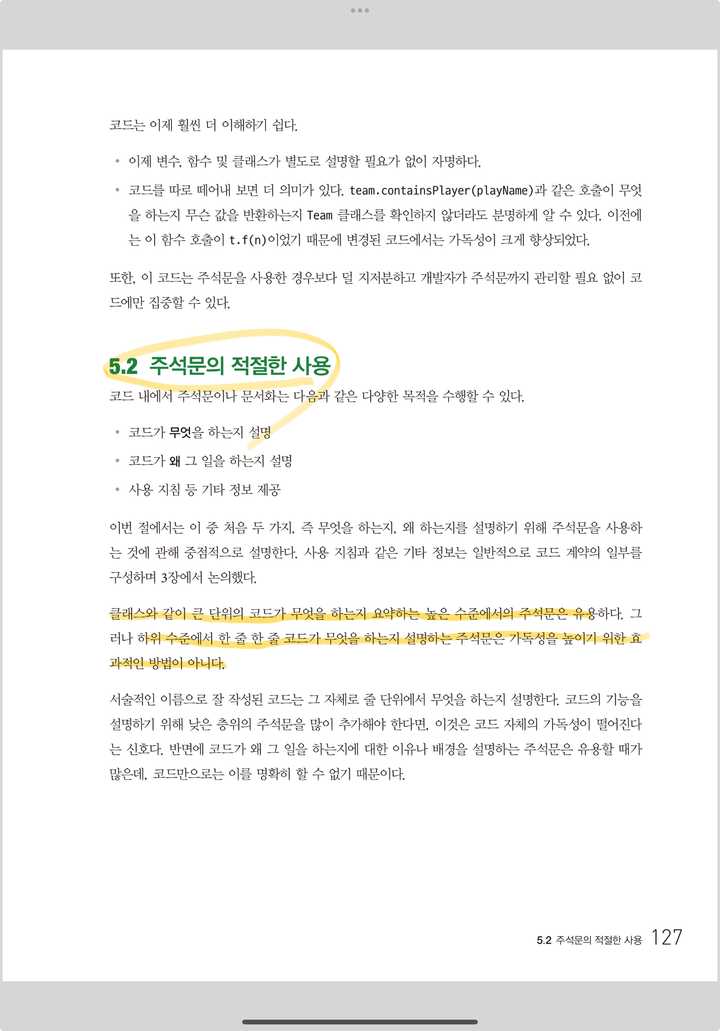 코드는 이제 훨씬 더 이해하기 쉽다.
• 이제 변수, 함수 및 클래스가 별도로 설명할 필요가 없이 자명하다.
• 코드를 따로 떼어내 보면 더 의미가 있다. team.containsPlayer(playName)과 같은 호출이 무엇
을 하는지 무슨 값을 반환하는지 Team 클래스를 확인하지 않더라도 분명하게 알 수 있다. 이전에
는 이 함수 호출이 t.f(n)이었기 때문에 변경된 코드에서는 가독성이 크게 향상되었다.
또한, 이 코드는 주석문을 사용한 경우보다 덜 지저분하고 개발자가 주석문까지 관리할 필요 없이 코
드에만 집중할 수 있다.
5.2 주석문의 적절한 사용
코드 내에서 주석문이나 문서화는 다음과 같은 다양한 목적을 수행할 수 있다.
• 코드가 무엇을 하는지 설명
• 코드가 왜 그 일을 하는지 설명
• 사용 지침 등 기타 정보 제공
이번 절에서는 이 중 처음 두 가지, 즉 무엇을 하는지, 왜 하는지를 설명하기 위해 주석문을 사용하
는 것에 관해 중점적으로 설명한다. 사용 지침과 같은 기타 정보는 일반적으로 코드 계약의 일부를
구성하며 3장에서 논의했다.
클래스와 같이 큰 단위의 코드가 무엇을 하는지 요약하는 높은 수준에서의 주석문은 유용하다. 그
러나 하위 수준에서 한 줄 한 줄 코드가 무엇을 하는지 설명하는 주석문은 가독성을 높이기 위한 효
과적인 방법이 아니다.
서술적인 이름으로 잘 작성된 코드는 그 자체로 줄 단위에서 무엇을 하는지 설명한다. 코드의 기능을
설명하기 위해 낮은 층위의 주석문을 많이 추가해야 한다면, 이것은 코드 자체의 가독성이 떨어진다
는 신호다. 반면에 코드가 왜 그 일을 하는지에 대한 이유나 배경을 설명하는 주석문은 유용할 때가
많은데, 코드만으로는 이를 명확히 할 수 없기 때문이다.
5.2 주석문의 적절한 사용 127